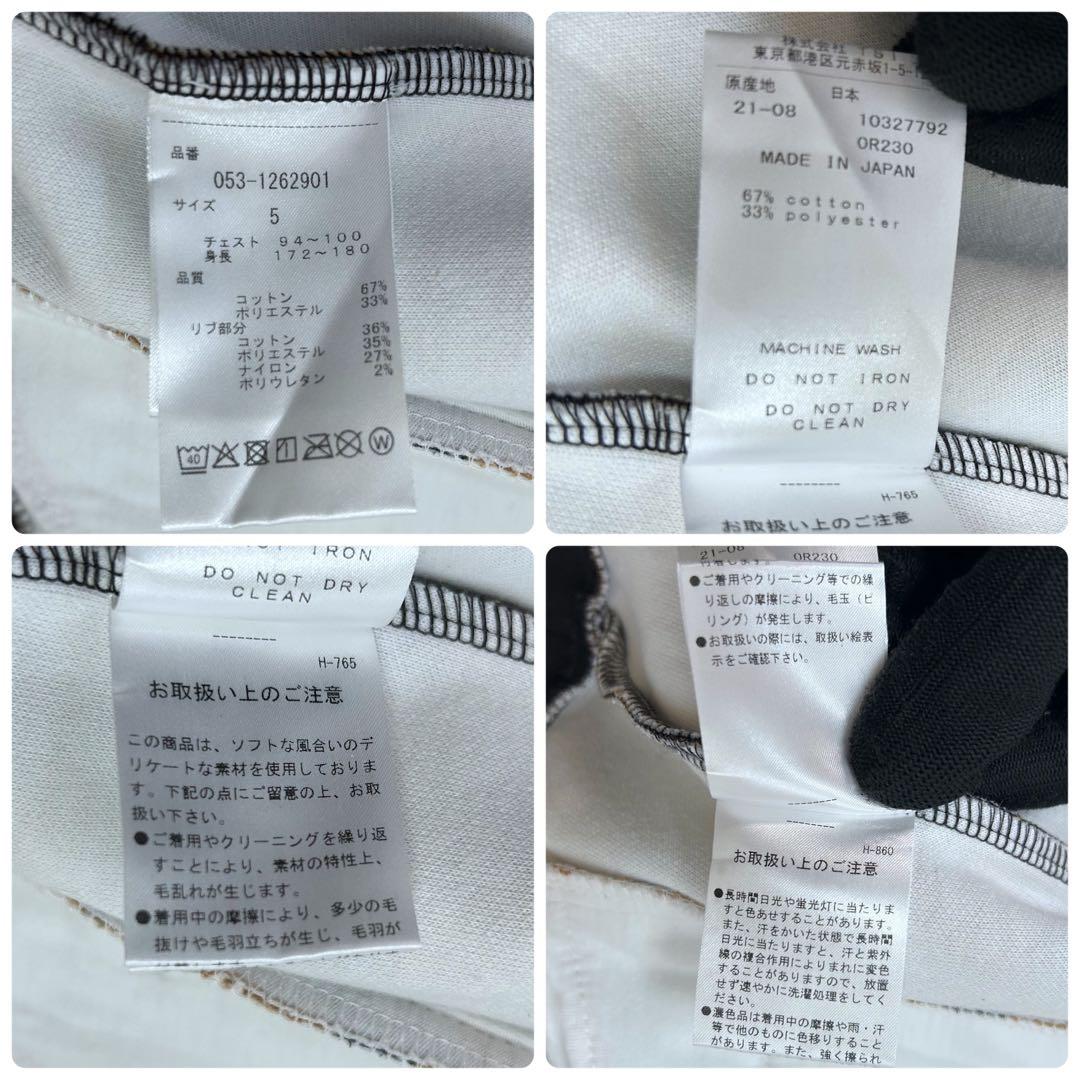 品番
053-1262901
サイズ
5
チェスト 94～100
身長 172～180
品質
コットン 67%
ポリエステル 33%
リブ部分
コットン 36%
ポリエステル 35%
ナイロン 27%
ポリウレタン 2%
40
W
株式会社
東京都港区元赤坂1-5-1
原産地 日本
21-08 10327792
0R230
MADE IN JAPAN
67% cotton
33% polyester
MACHINE WASH
DO NOT IRON
DO NOT DRY
CLEAN
H-765
お取扱い上のご注意
IRON
DO NOT DRY
CLEAN
H-765
お取扱い上のご注意
この商品は、ソフトな風合いのデ
リケートな素材を使用しておりま
す。下記の点にご留意の上、お取
扱い下さい。
●ご着用やクリーニングを繰り返
すことにより、素材の特性上、
毛乱れが生じます。
●着用中の摩擦により、多少の毛
抜けや毛羽立ちが生じ、毛羽が
21-08 0R230
付着します。
●ご着用やクリーニング等での繰
り返しの摩擦により、毛玉（ピ
リング）が発生します。
●お取扱いの際には、取扱い絵表
示をご確認下さい。
H-860
お取扱い上のご注意
●長時間日光や蛍光灯に当たりま
すと色あせすることがあります。
また、汗をかいた状態で長時間
日光に当たりますと、汗と紫外
線の複合作用によりまれに変色
することがありますので、放置
せず速やかに洗濯処理をしてく
ださい。
●濃色品は着用中の摩擦や雨・汗
等で他のものに色移りすること
があります。また、強く擦られ